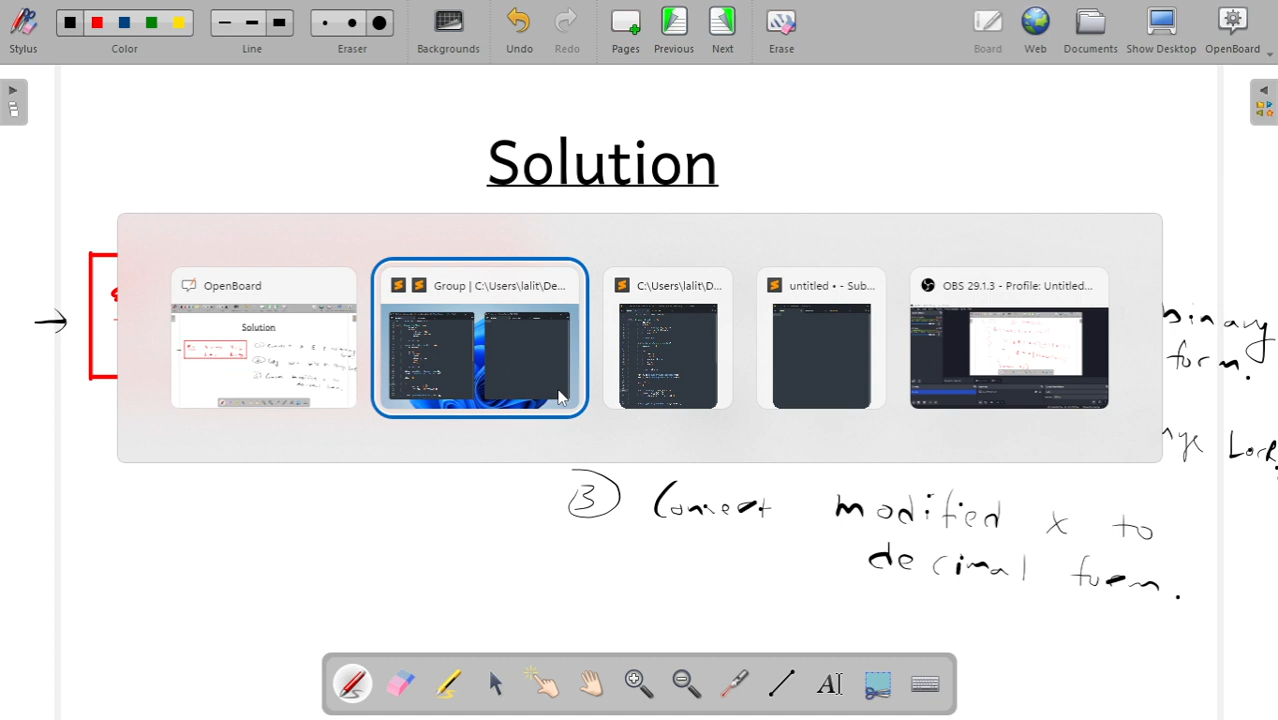 Stylus
Color
Line
Eraser
Backgrounds
Undo
Redo
Pages
Previous
Next
Erase
Board
Web
Documents
Show Desktop
OpenBoard
Solution
OpenBoard
Group | C:\Users\lalit\De...
C:\Users\lalit\D...
untitled • - Sub...
OBS 29.1.3 - Profile: Untitled...
Solution
binary
form.
3 Convert modified x to
decimal form.
AI